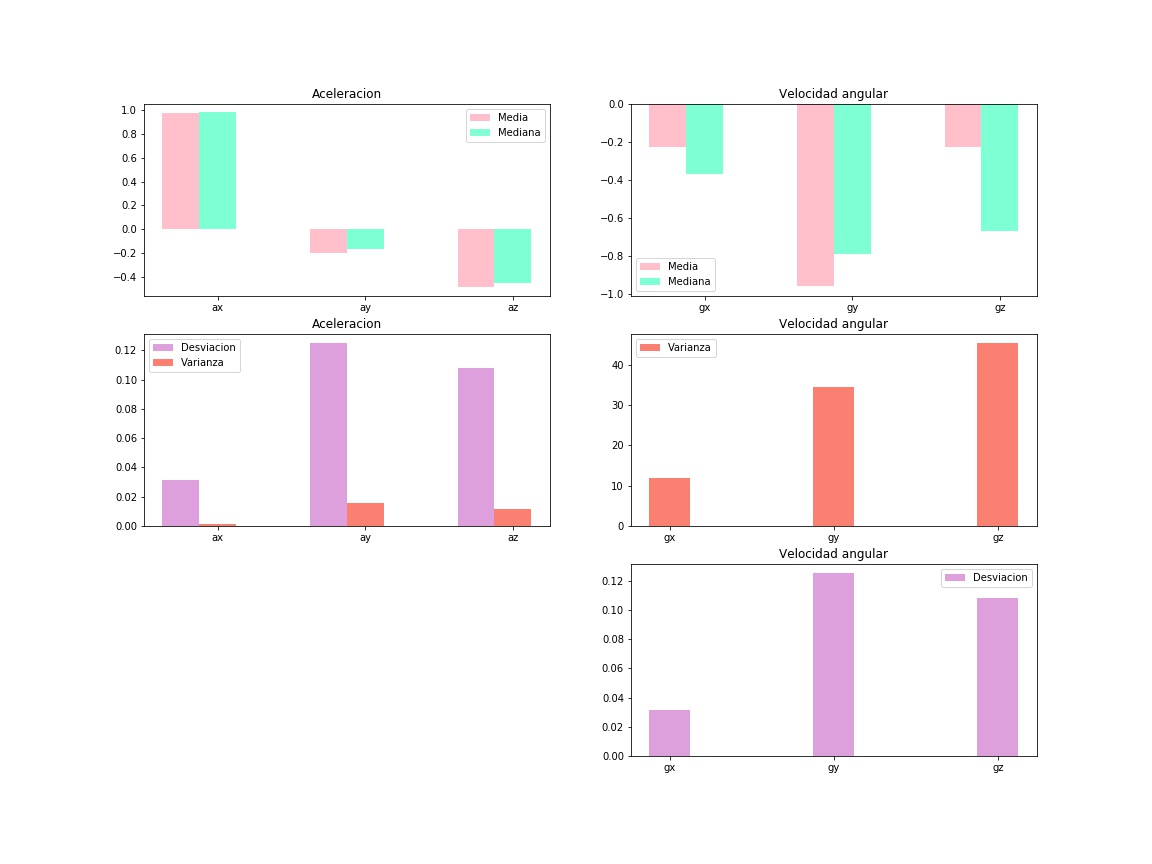 Aceleracion
1.0
0.8
0.6
0.4
0.2
0.0
−0.2
−0.4
Media
Mediana
ax ay az
Velocidad angular
0.0
−0.2
−0.4
−0.6
−0.8
−1.0
Media
Mediana
gx gy gz
Aceleracion
0.12
0.10
0.08
0.06
0.04
0.02
0.00
Desviacion
Varianza
ax ay az
Velocidad angular
40
30
20
10
0
Varianza
gx gy gz
Velocidad angular
0.12
0.10
0.08
0.06
0.04
0.02
0.00
Desviacion
gx gy gz